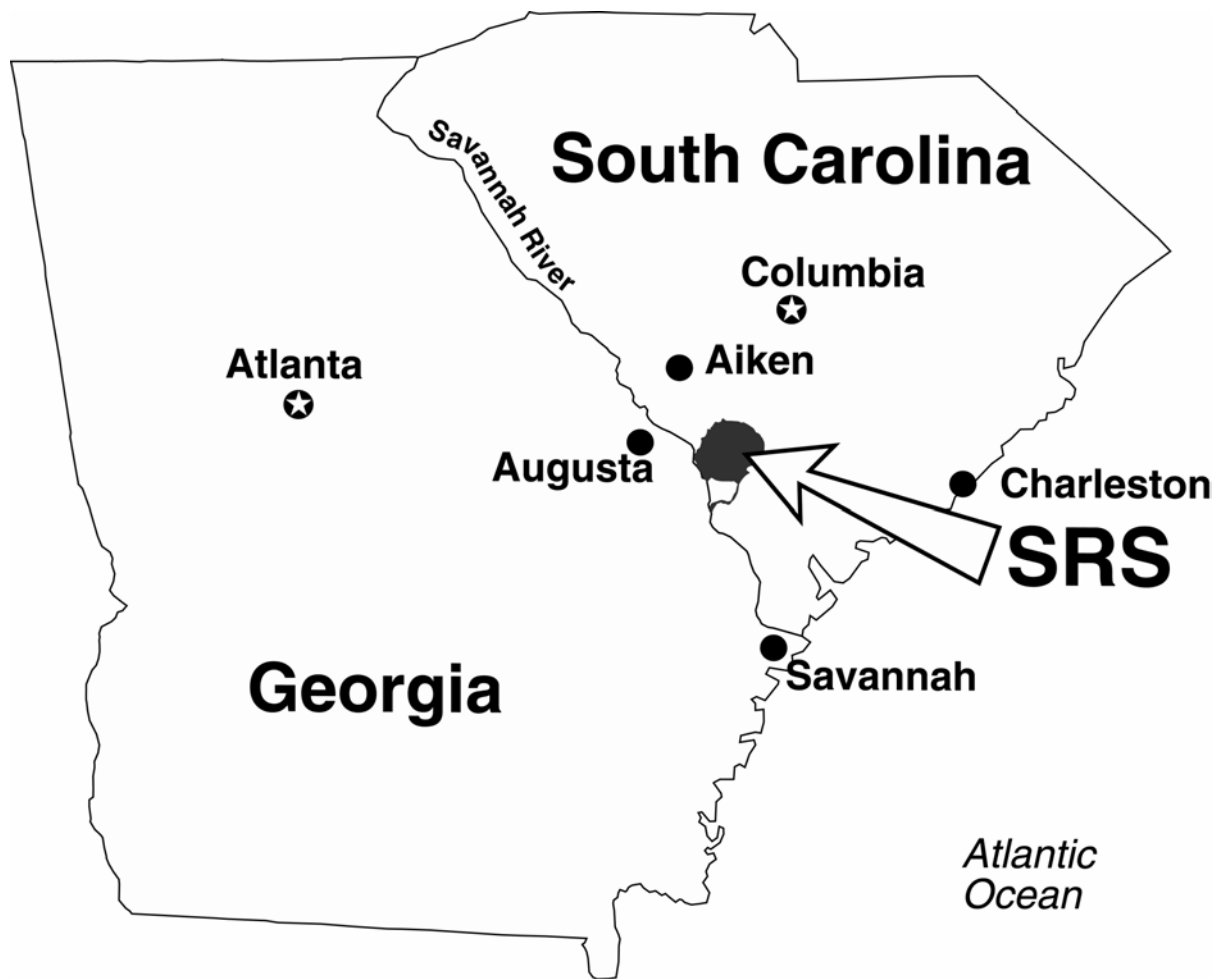 Savannah River
South Carolina
Columbia
Atlanta
Aiken
Augusta
Charleston
SRS
Georgia
Savannah
Atlantic
Ocean